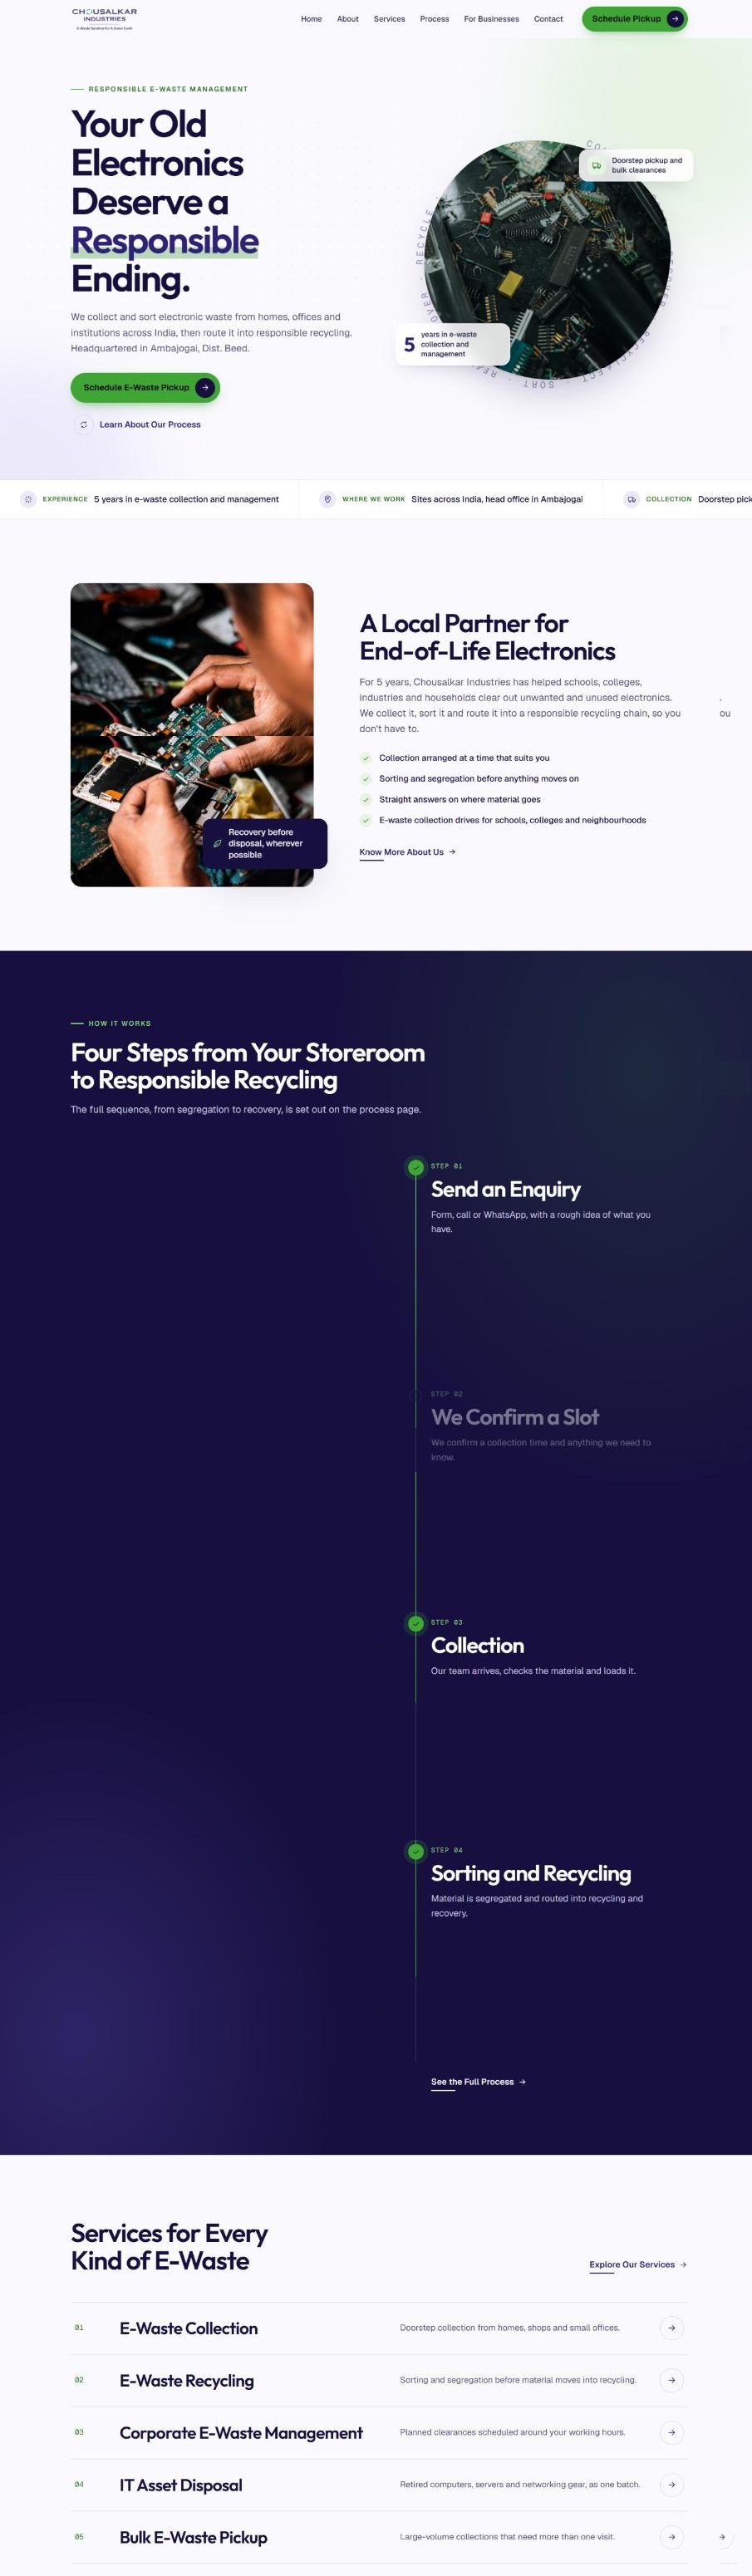 CHOUSALKAR
INDUSTRIES
Home
About
Services
Process
For Businesses
Contact
Schedule Pickup
RESPONSIBLE E-WASTE MANAGEMENT
Your Old
Electronics
Deserve a
Responsible
Ending.
We collect and sort electronic waste from homes, offices and
institutions across India, then route it into responsible recycling.
Headquartered in Ambajogai, Dist. Beed.
Schedule E-Waste Pickup
Learn About Our Process
Doorstep pickup and
bulk clearances
RECYCLE
SORT
5
years in e-waste
collection and
management
EXPERIENCE 5 years in e-waste collection and management
WHERE WE WORK Sites across India, head office in Ambajogai
COLLECTION Doorstep pick
Recovery before
disposal, wherever
possible
A Local Partner for
End-of-Life Electronics
For 5 years, Chousalkar Industries has helped schools, colleges,
industries and households clear out unwanted and unused electronics.
We collect it, sort it and route it into a responsible recycling chain, so you
don't have to.
ou
Collection arranged at a time that suits you
Sorting and segregation before anything moves on
Straight answers on where material goes
E-waste collection drives for schools, colleges and neighbourhoods
Know More About Us
HOW IT WORKS
Four Steps from Your Storeroom
to Responsible Recycling
The full sequence, from segregation to recovery, is set out on the process page.
STEP 01
Send an Enquiry
Form, call or WhatsApp, with a rough idea of what you
have.
STEP 02
We Confirm a Slot
We confirm a collection time and anything we need to
know.
STEP 03
Collection
Our team arrives, checks the material and loads it.
STEP 04
Sorting and Recycling
Material is segregated and routed into recycling and
recovery.
See the Full Process
Services for Every
Kind of E-Waste
Explore Our Services
01 E-Waste Collection Doorstep collection from homes, shops and small offices.
02 E-Waste Recycling Sorting and segregation before material moves into recycling.
03 Corporate E-Waste Management Planned clearances scheduled around your working hours.
04 IT Asset Disposal Retired computers, servers and networking gear, as one batch.
05 Bulk E-Waste Pickup Large-volume collections that need more than one visit.